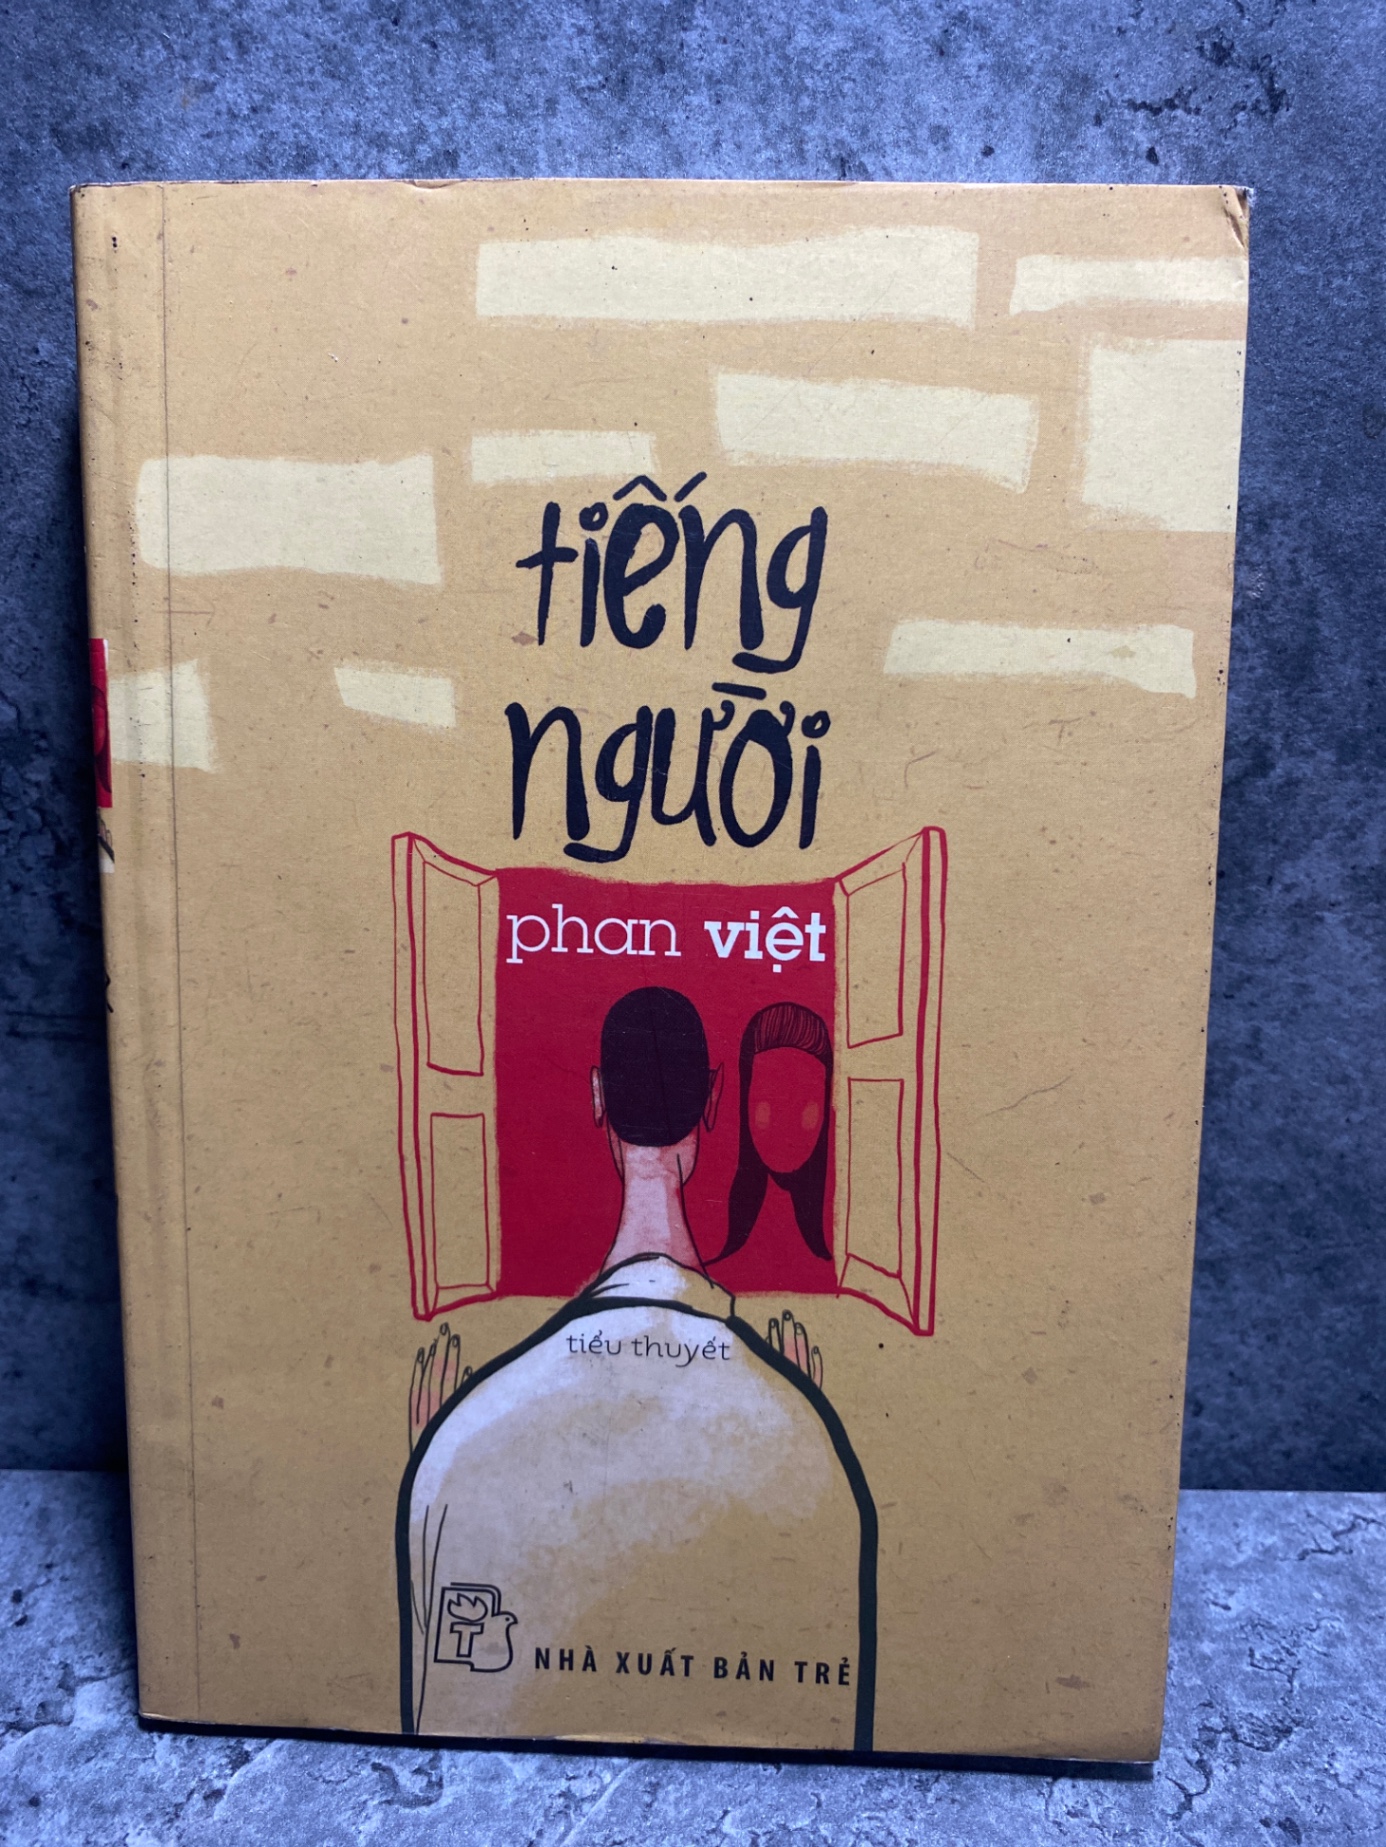 tiếng
người
phan việt
tiểu thuyết
T
NHÀ XUẤT BẢN TRẺ